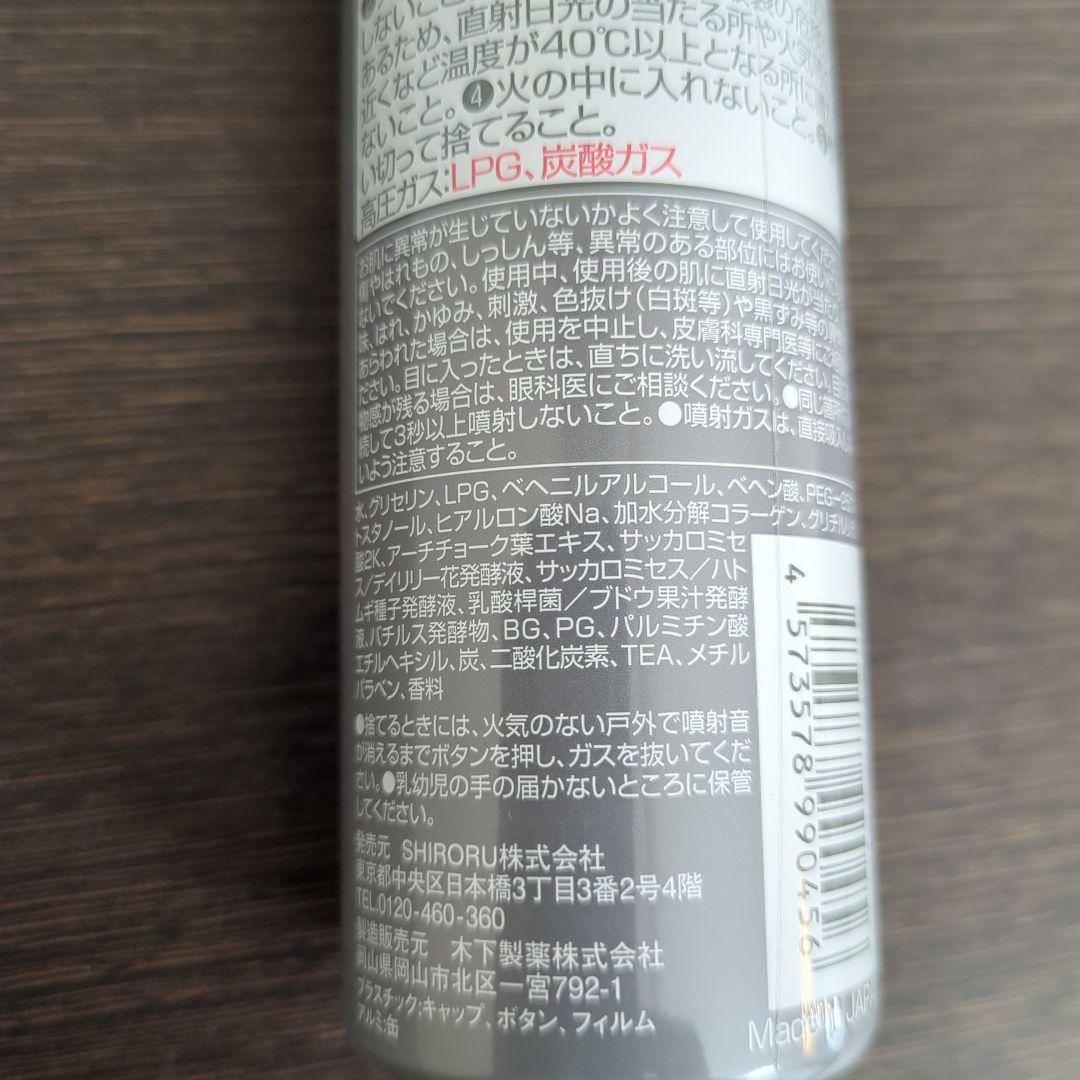 しないこと
あるため、直射日光の当たる所や火気
近くなど温度が40℃以上となる所に
ないこと。❹火の中に入れないこと。
い切って捨てること。
高圧ガス:LPG、炭酸ガス
お肌に異常が生じていないかよく注意して使用してくだ
傷やはれもの、しっしん等、異常のある部位にはお使い
ないでください。使用中、使用後の肌に直射日光が当た
味、はれ、かゆみ、刺激、色抜け(白斑等)や黒ずみ等の異常が
あらわれた場合は、使用を中止し、皮膚科専門医等にご
ださい。目に入ったときは、直ちに洗い流してください。
物感が残る場合は、眼科医にご相談ください。●同じ箇所に
続して3秒以上噴射しないこと。●噴射ガスは、直接吸入し
いよう注意すること。
水、グリセリン、LPG、ベヘニルアルコール、ベヘン酸、PEG-25
トスタノール、ヒアルロン酸Na、加水分解コラーゲン、グリチルリチ
酸2K、アーチチョーク葉エキス、サッカロミセ
ス/デイリリー花発酵液、サッカロミセス/ハト
ムギ種子発酵液、乳酸桿菌/ブドウ果汁発酵
液、バチルス発酵物、BG、PG、パルミチン酸
エチルヘキシル、炭、二酸化炭素、TEA、メチル
パラベン、香料
●捨てるときには、火気のない戸外で噴射音
が消えるまでボタンを押し、ガスを抜いてくだ
さい。●乳幼児の手の届かないところに保管
してください。
発売元 SHIRORU株式会社
東京都中央区日本橋3丁目3番2号4階
TEL.0120-460-360
製造販売元 木下製薬株式会社
岡山県岡山市北区一宮792-1
プラスチック:キャップ、ボタン、フィルム
アルミ:缶
4 573578 990456
Made in JAPAN